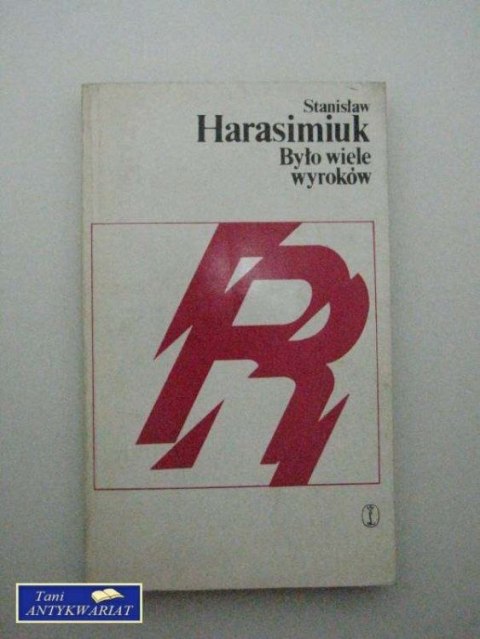 Stanisław
Harasimiuk
Było wiele
wyroków
R
Tani
ANTYKWARIAT